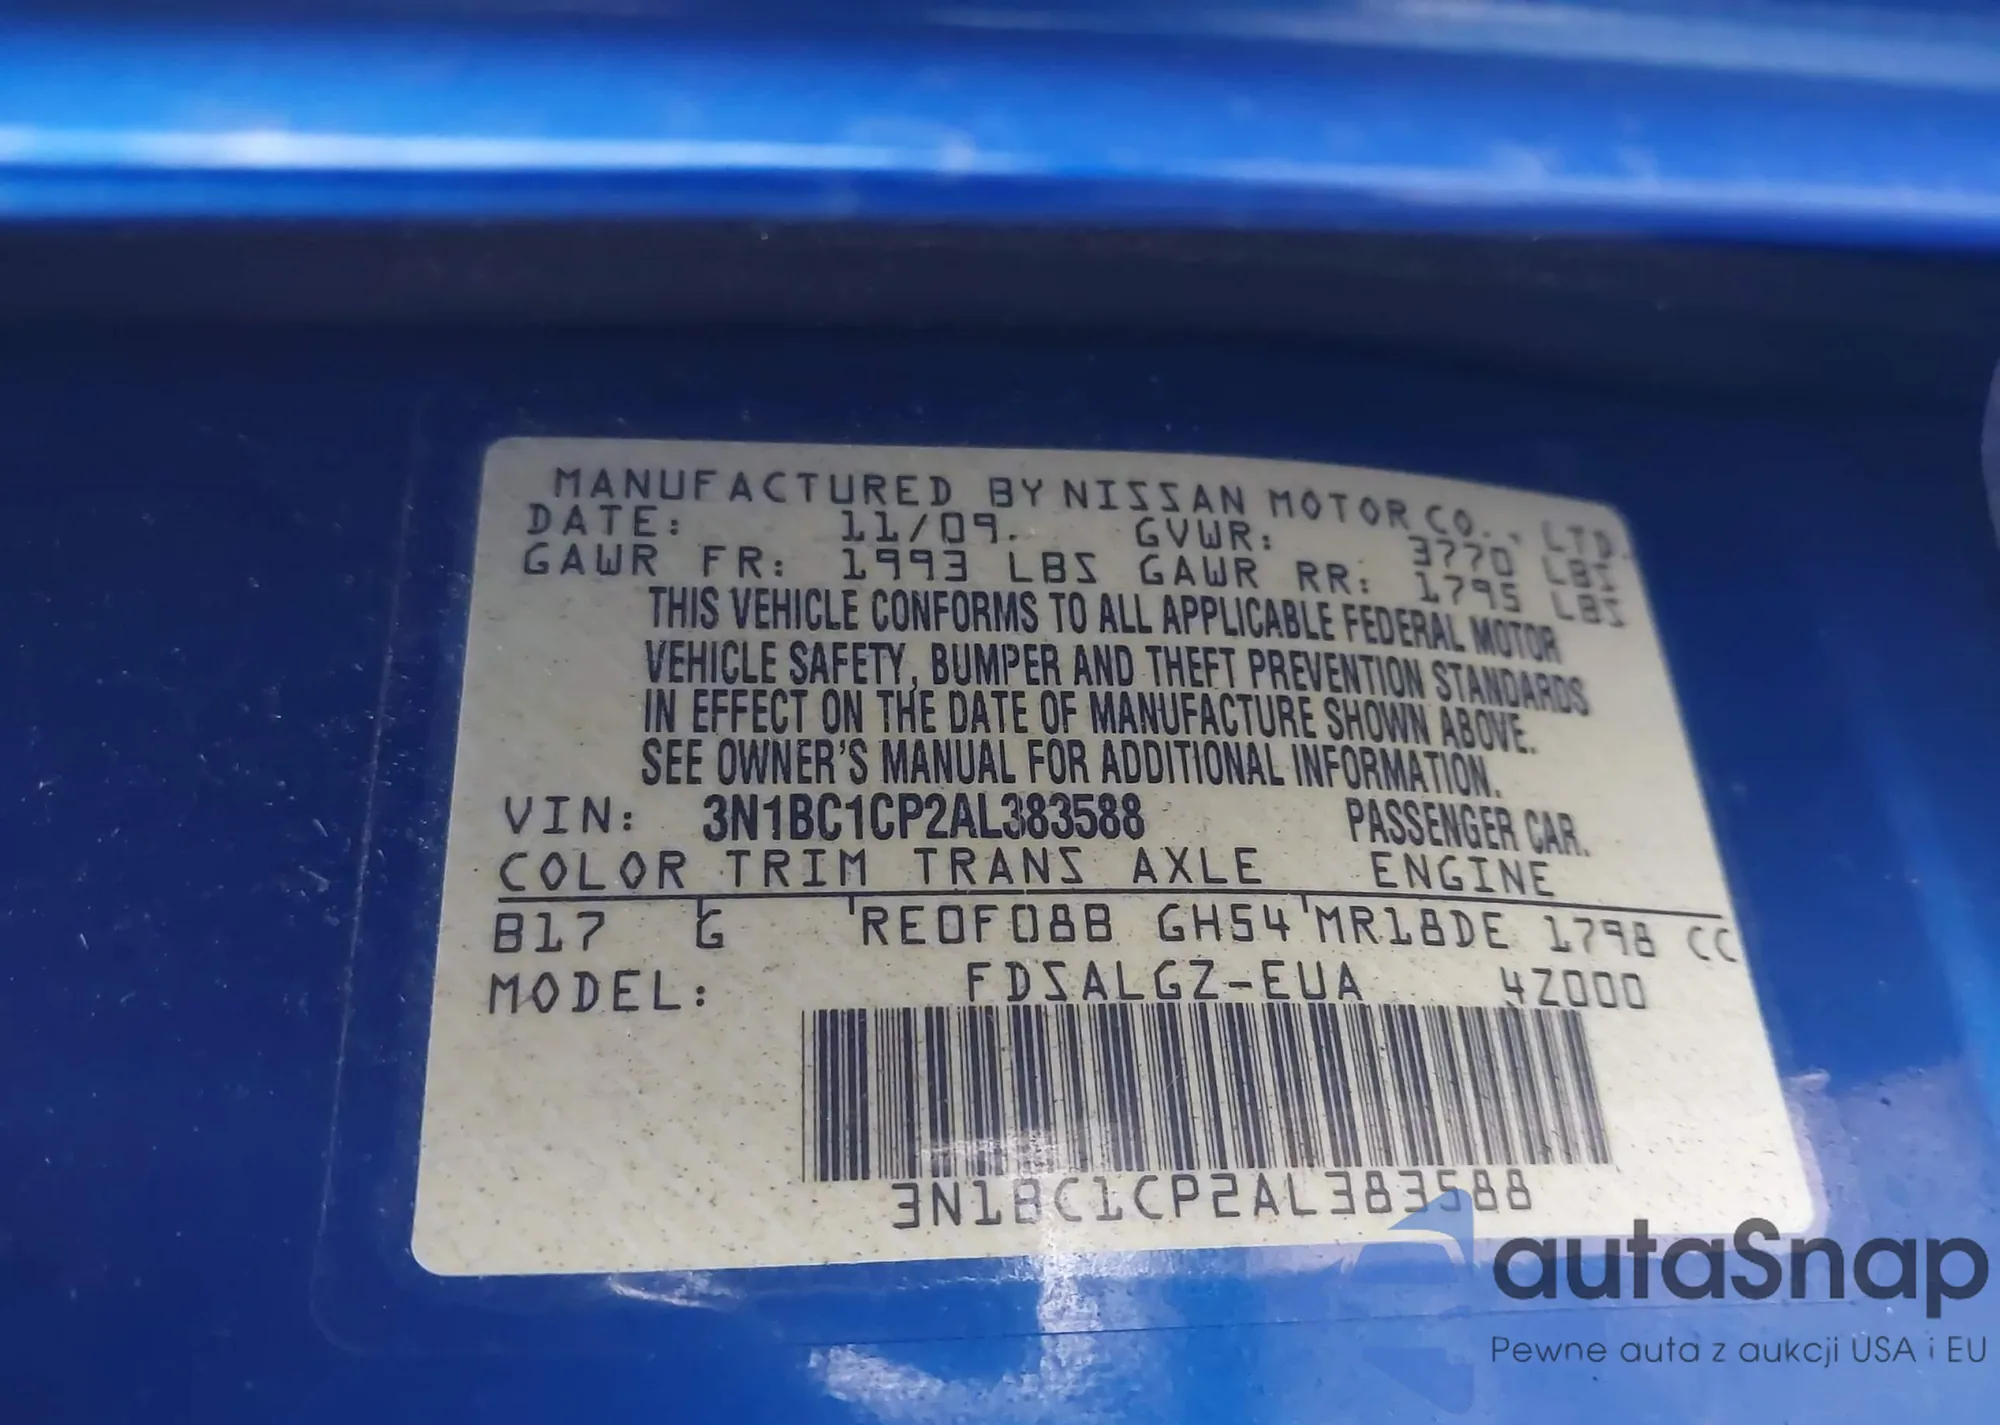 MANUFACTURED BY NISSAN MOTOR CO., LTD.
DATE: 11/09. GVWR: 3770 LBS
GAWR FR: 1993 LBS GAWR RR: 1795 LBS
THIS VEHICLE CONFORMS TO ALL APPLICABLE FEDERAL MOTOR
VEHICLE SAFETY, BUMPER AND THEFT PREVENTION STANDARDS
IN EFFECT ON THE DATE OF MANUFACTURE SHOWN ABOVE.
SEE OWNER'S MANUAL FOR ADDITIONAL INFORMATION.
VIN: 3N1BC1CP2AL383588 PASSENGER CAR.
COLOR TRIM TRANS AXLE ENGINE
B17 G RE0F08B GH54 MR18DE 1798 CC
MODEL: FDSALGZ-EUA 4Z000
3N1BC1CP2AL383588
autaSnap
Pewne auta z aukcji USA i EU